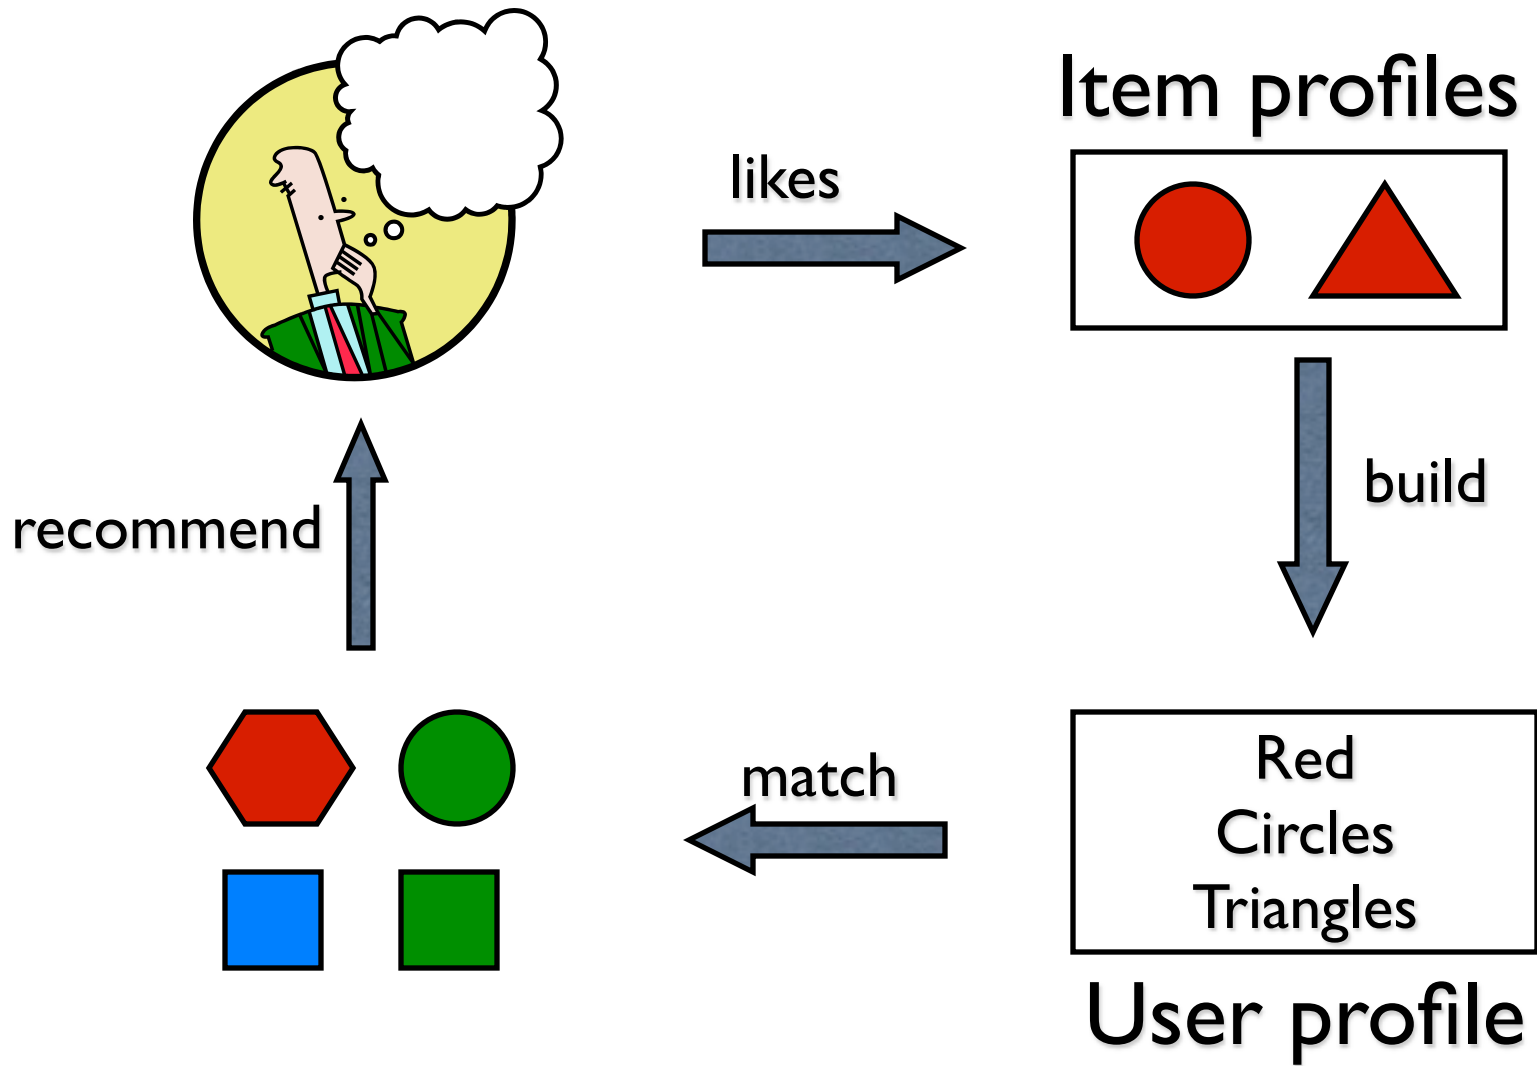 Item profiles
likes
build
recommend
match
Red
Circles
Triangles
User profile